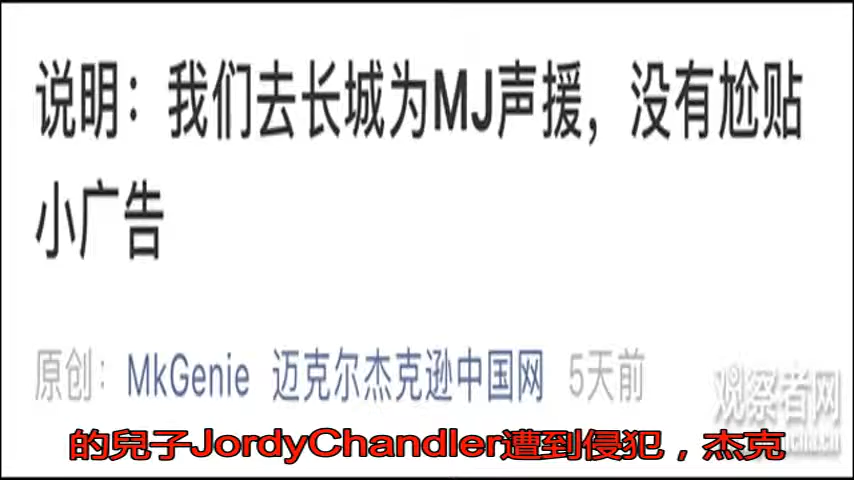 说明：我们去长城为MJ声援，没有尬贴
小广告
原创：MkGenie 迈克尔杰克逊中国网 5天前
观察者网
的兒子JordyChandler遭到侵犯，杰克